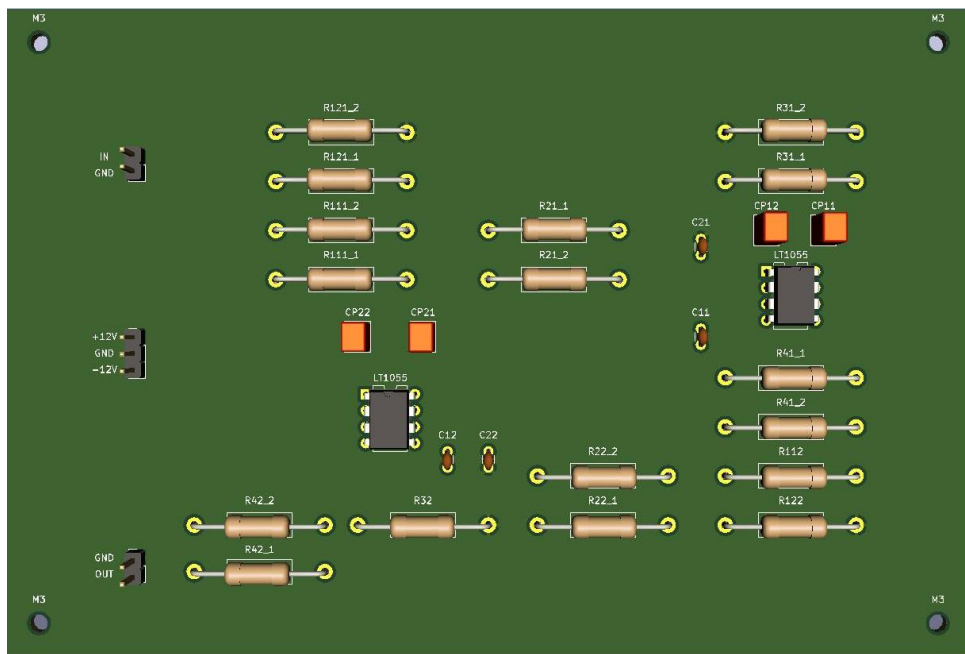 M3
M3
R121_2
R31_2
IN
GND
R121_1
R31_1
R111_2
R21_1
CP12
CP11
C21
R111_1
R21_2
LT1055
CP22
CP21
C11
+12V
GND
-12V
R41_1
LT1055
R41_2
C12
C22
R22_2
R112
R42_2
R32
R22_1
R122
GND
OUT
R42_1
M3
M3